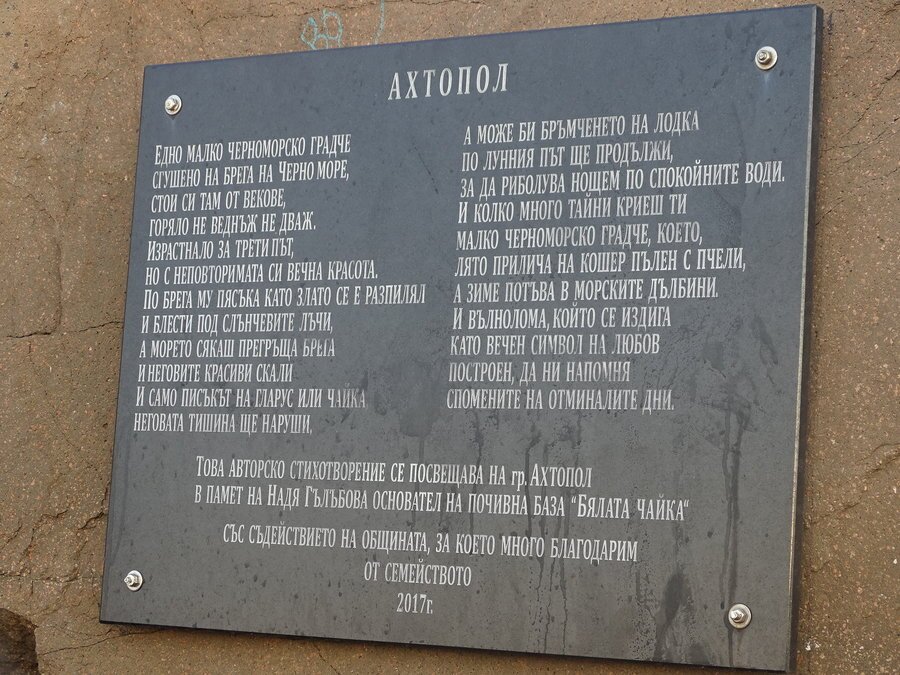 АХТОПОЛ
ЕДНО МАЛКО ЧЕРНОМОРСКО ГРАДЧЕ
СГУШЕНО НА БРЕГА НА ЧЕРНО МОРЕ,
СТОИ СИ ТАМ ОТ ВЕКОВЕ,
ГОРЯЛО НЕ ВЕДНЪЖ НЕ ДВАЖ.
ИЗРАСТНАЛО ЗА ТРЕТИ ПЪТ,
НО С НЕПОВТОРИМАТА СИ ВЕЧНА КРАСОТА.
ПО БРЕГА МУ ПЯСЪКА КАТО ЗЛАТО СЕ Е РАЗПИЛЯЛ
И БЛЕСТИ ПОД СЛЪНЧЕВИТЕ ЛЪЧИ,
А МОРЕТО СЯКАШ ПРЕГРЪЩА БРЕГА
И НЕГОВИТЕ КРАСИВИ СКАЛИ
И САМО ПИСЪКЪТ НА ГЛАРУС ИЛИ ЧАЙКА
НЕГОВАТА ТИШИНА ЩЕ НАРУШИ,
А МОЖЕ БИ БРЪМЧЕНЕТО НА ЛОДКА
ПО ЛУННИЯ ПЪТ ЩЕ ПРОДЪЛЖИ,
ЗА ДА РИБОЛУВА НОЩЕМ ПО СПОКОЙНИТЕ ВОДИ.
И КОЛКО МНОГО ТАЙНИ КРИЕШ ТИ
МАЛКО ЧЕРНОМОРСКО ГРАДЧЕ, КОЕТО,
ЛЯТО ПРИЛИЧА НА КОШЕР ПЪЛЕН С ПЧЕЛИ,
А ЗИМЕ ПОТЪВА В МОРСКИТЕ ДЪЛБИНИ.
И ВЪЛНОЛОМА, КОЙТО СЕ ИЗДИГА
КАТО ВЕЧЕН СИМВОЛ НА ЛЮБОВ
ПОСТРОЕН, ДА НИ НАПОМНЯ
СПОМЕНИТЕ НА ОТМИНАЛИТЕ ДНИ.
ТОВА АВТОРСКО СТИХОТВОРЕНИЕ СЕ ПОСВЕЩАВА НА гр. АХТОПОЛ
В ПАМЕТ НА НАДЯ ГЪЛЪБОВА ОСНОВАТЕЛ НА ПОЧИВНА БАЗА "БЯЛАТА ЧАЙКА"
СЪС СЪДЕЙСТВИЕТО НА ОБЩИНАТА, ЗА КОЕТО МНОГО БЛАГОДАРИМ
ОТ СЕМЕЙСТВОТО
2017г.